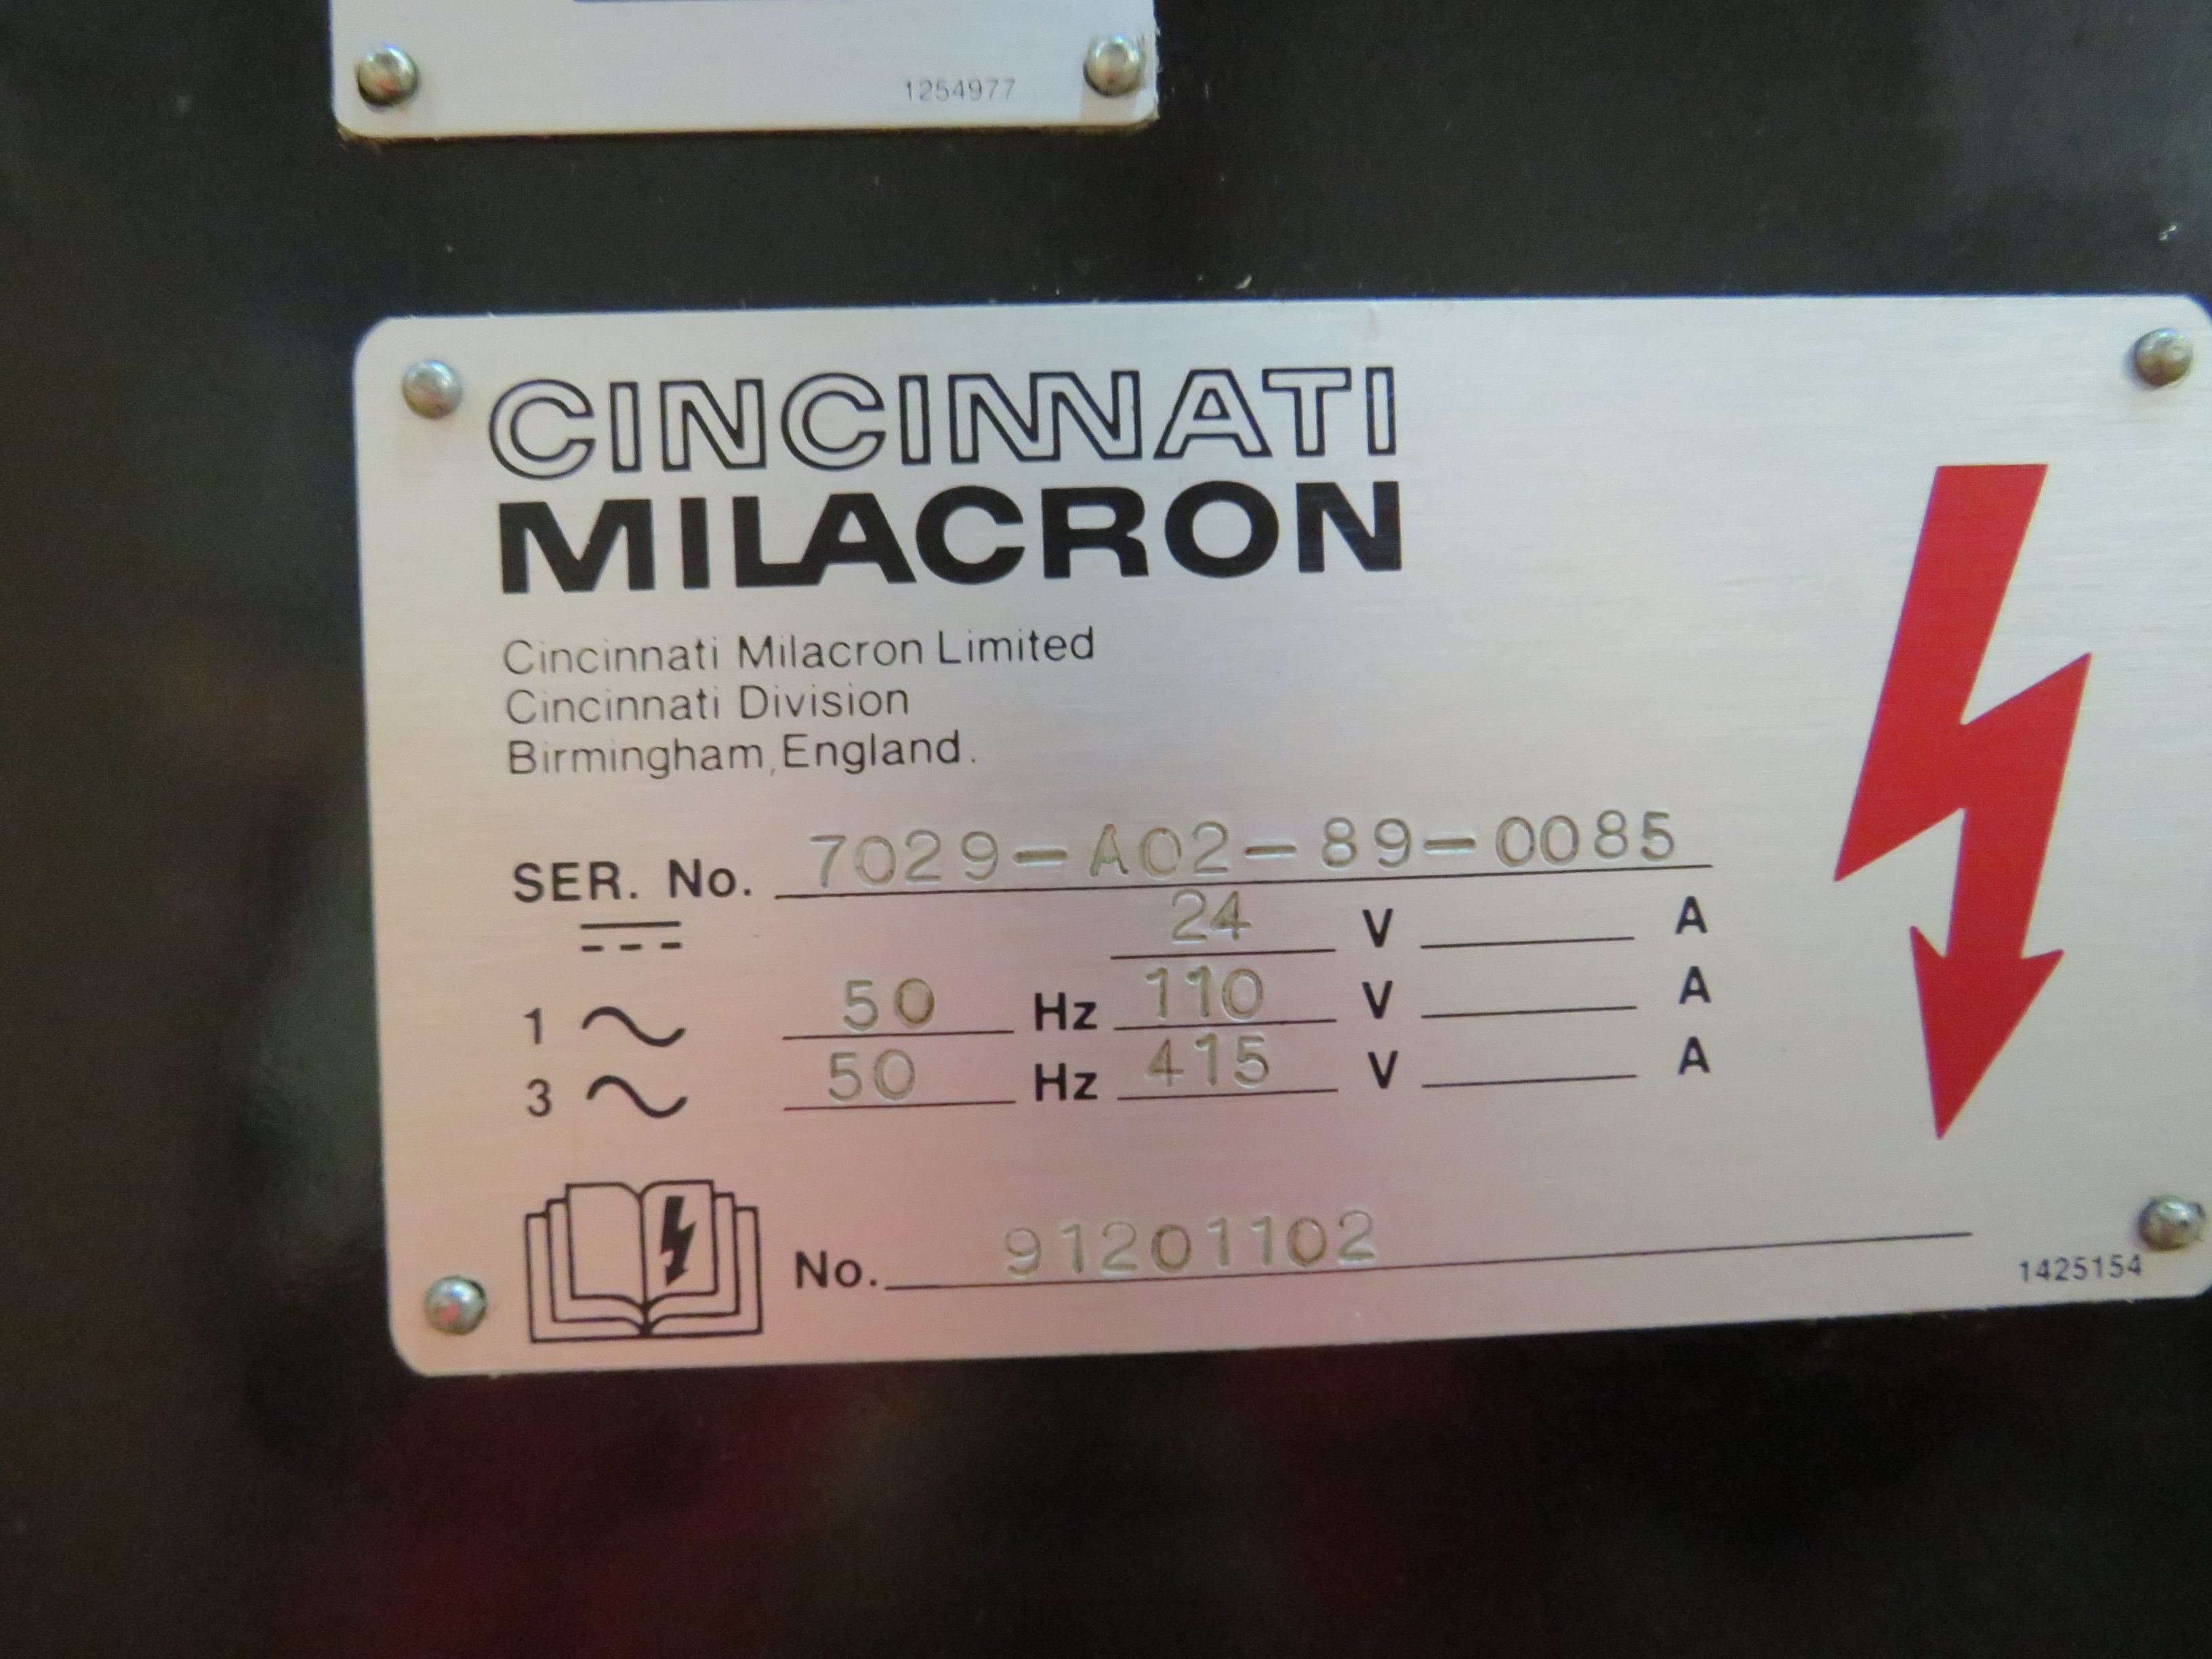 1254977
CINCINNATI
MILACRON
Cincinnati Milacron Limited
Cincinnati Division
Birmingham, England.
SER. No. 7029-A02-89-0085
24 V A
1 ~ 50 Hz 110 V A
3 ~ 50 Hz 415 V A
No. 91201102
1425154